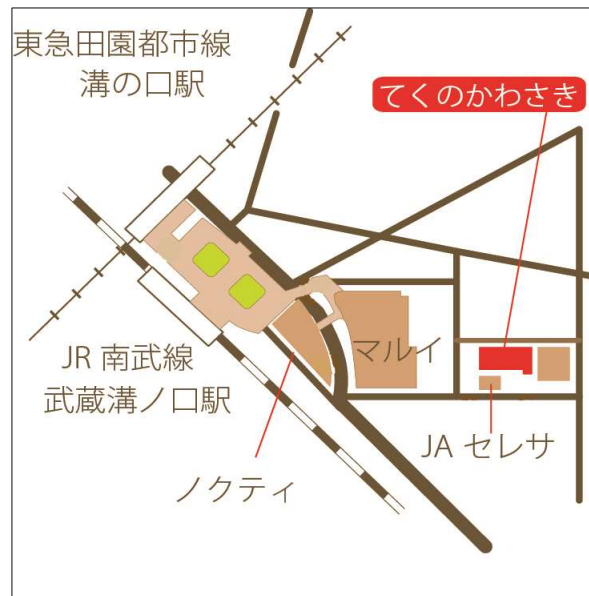 東急田園都市線
溝の口駅
てくのかわさき
マルイ
JR 南武線
武蔵溝ノ口駅
JA セレサ
ノクティ